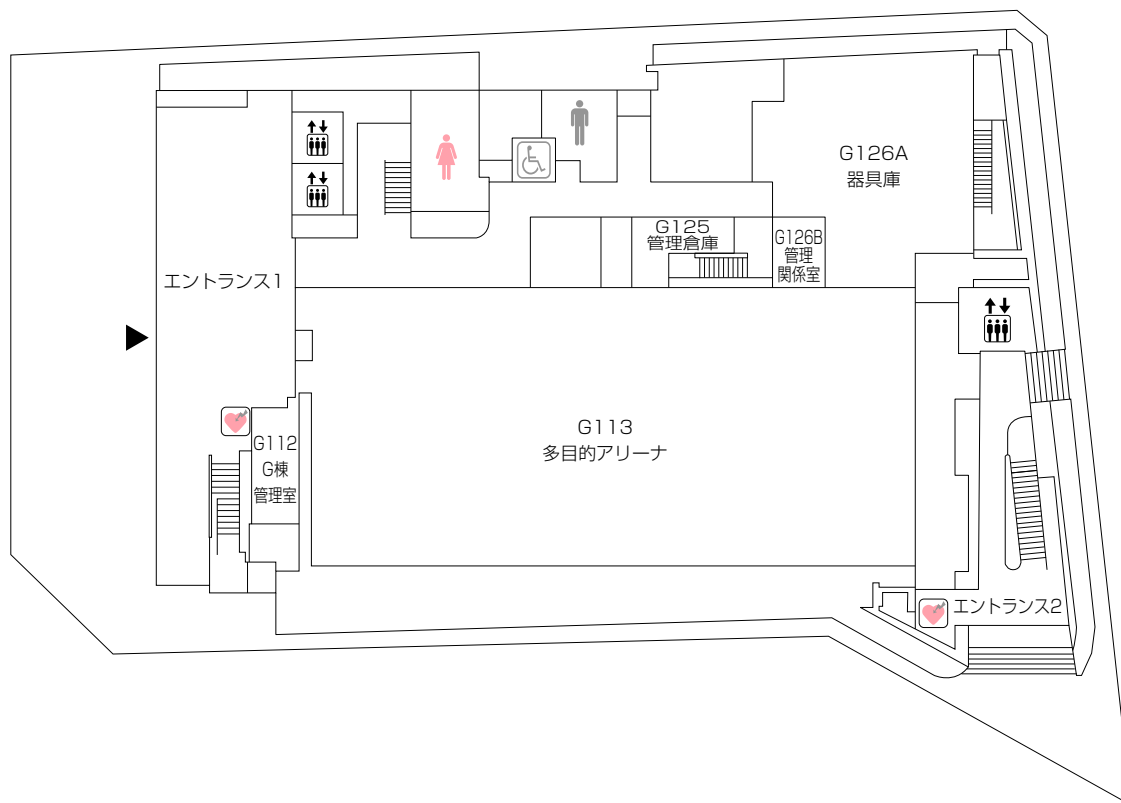 G126A
器具庫
G125
管理倉庫
G126B
管理
関係室
エントランス1
G113
多目的アリーナ
G112
G棟
管理室
エントランス2